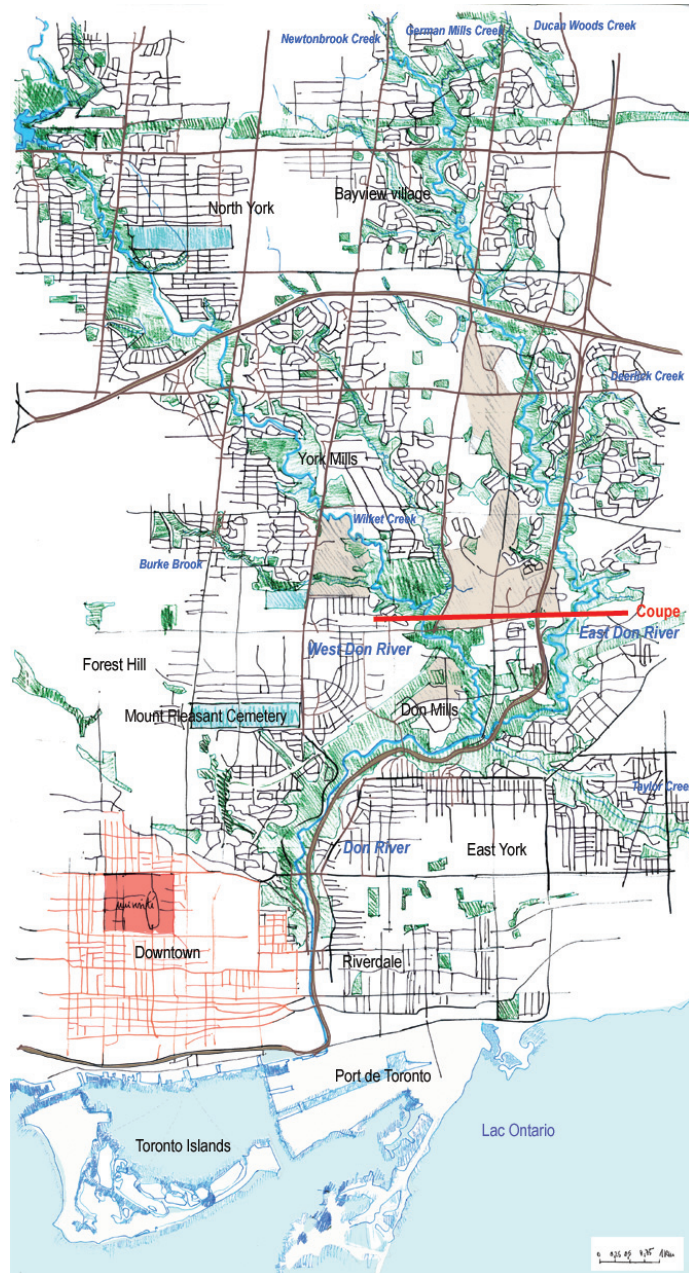 Ducan Woods Creek
German Mills Creek
Newtonbrook Creek
Bayview village
North York
Deerlick Creek
York Mills
Wilket Creek
Burke Brook
Coupe
East Don River
West Don River
Forest Hill
Don Mills
Mount Pleasant Cemetery
Taylor Cree
Don River
East York
Downtown
Riverdale
Port de Toronto
Lac Ontario
Toronto Islands